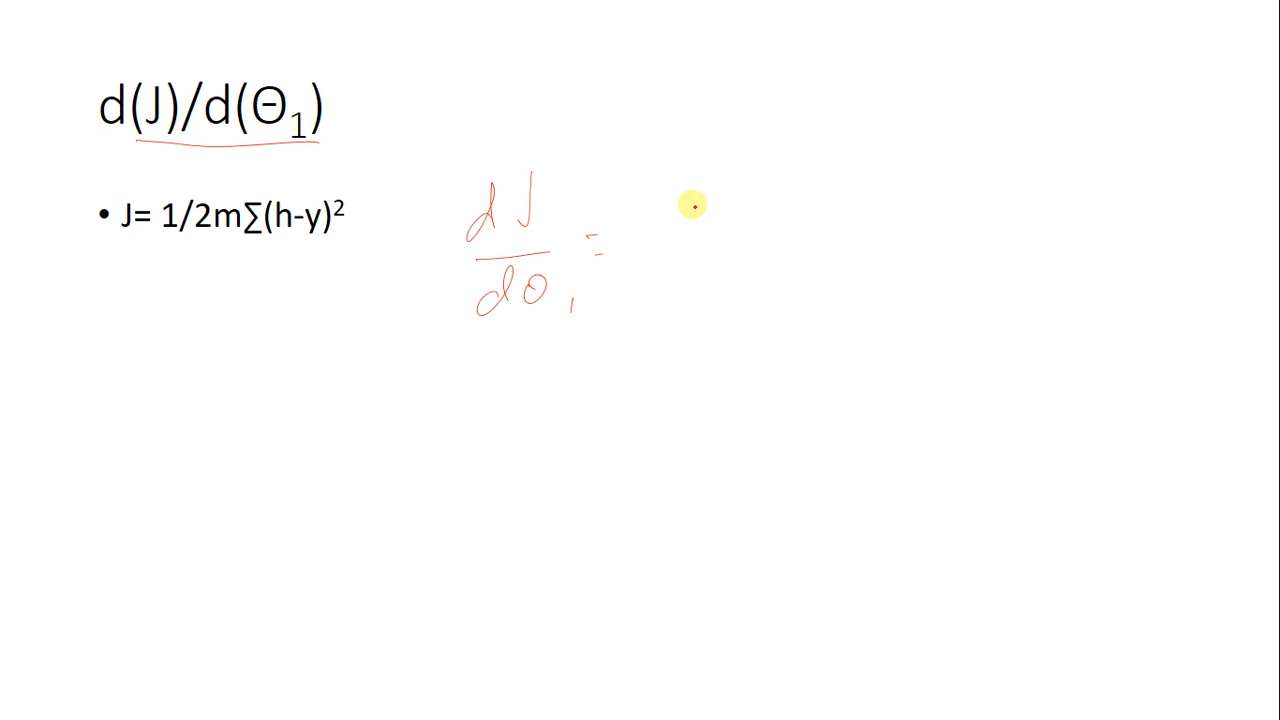 d(J)/d(Θ₁)
• J= 1/2m∑(h-y)²
dJ
dθ₁ =